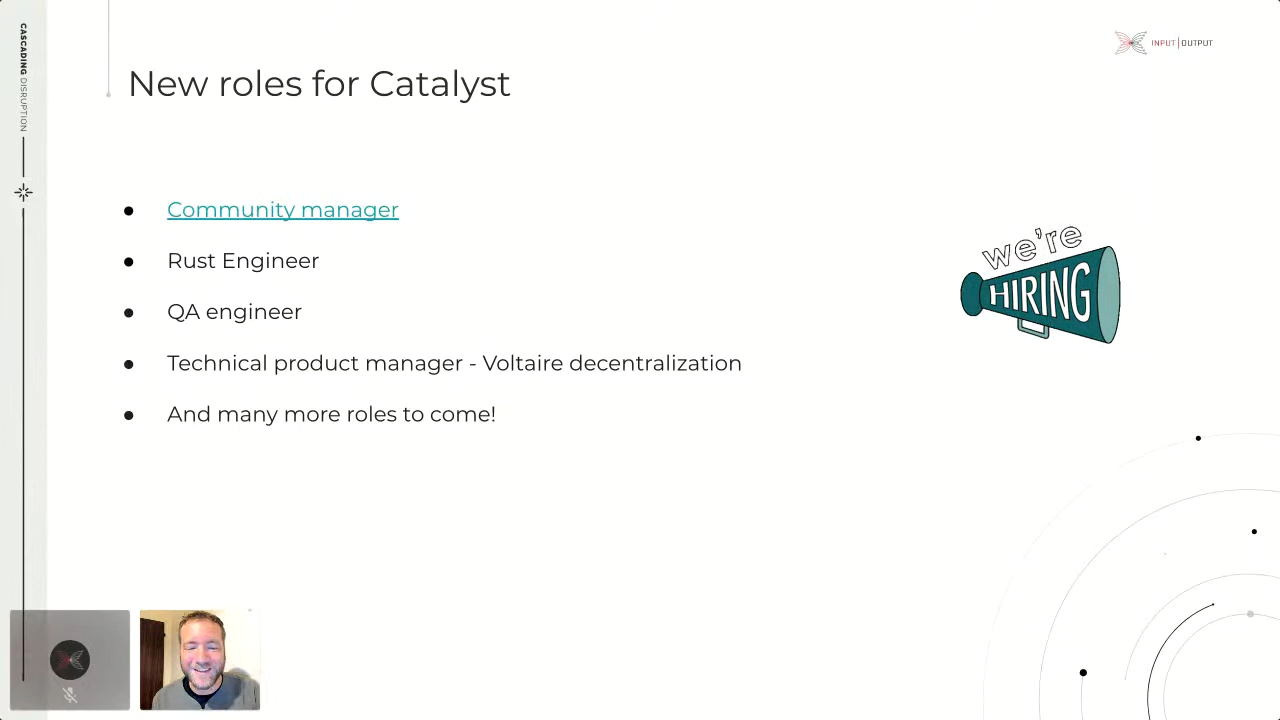 CASCADING DISRUPTION
INPUT | OUTPUT
New roles for Catalyst
Community manager
Rust Engineer
QA engineer
Technical product manager - Voltaire decentralization
And many more roles to come!
we're
HIRING